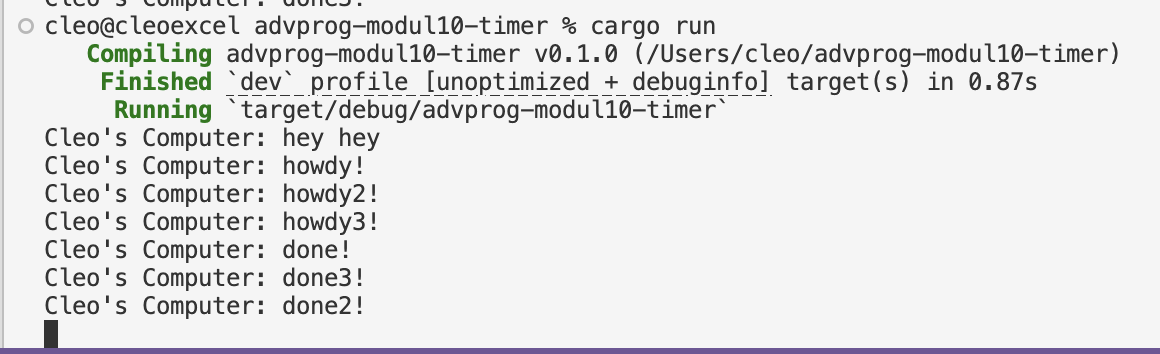 done3!
cleo@cleoexcel advprog-modul10-timer % cargo run
Compiling advprog-modul10-timer v0.1.0 (/Users/cleo/advprog-modul10-timer)
Finished `dev` profile [unoptimized + debuginfo] target(s) in 0.87s
Running `target/debug/advprog-modul10-timer`
Cleo's Computer: hey hey
Cleo's Computer: howdy!
Cleo's Computer: howdy2!
Cleo's Computer: howdy3!
Cleo's Computer: done!
Cleo's Computer: done3!
Cleo's Computer: done2!